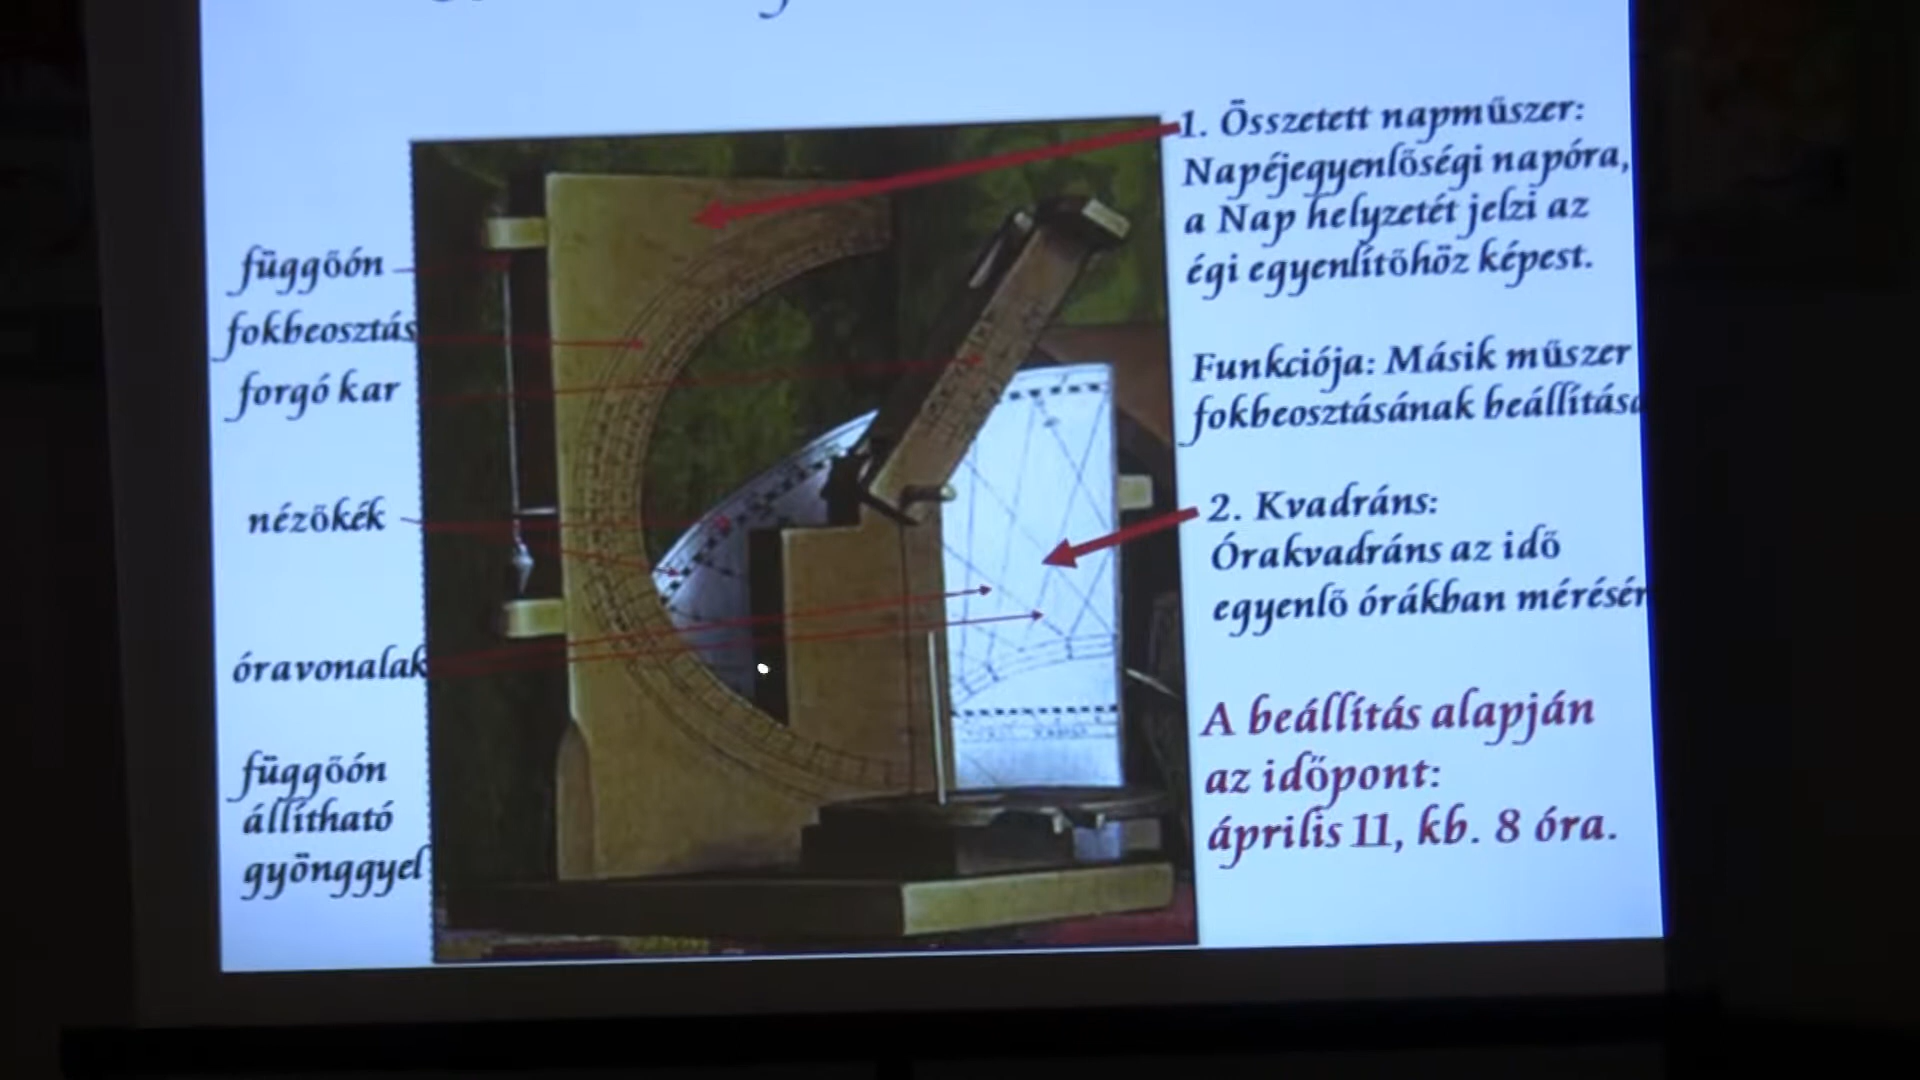 függőón
fokbeosztás
forgó kar
nézőkék
óravonalak
függőón
állítható
gyönggyel
1. Összetett napműszer:
Napéjegyenlőségi napóra,
a Nap helyzetét jelzi az
égi egyenlítőhöz képest.
Funkciója: Másik műszer
fokbeosztásának
2. Kvadráns:
Órakvadráns az idő
egyenlő órákban
A beállítás alapján
az időpont:
április 11, kb. 8 óra.